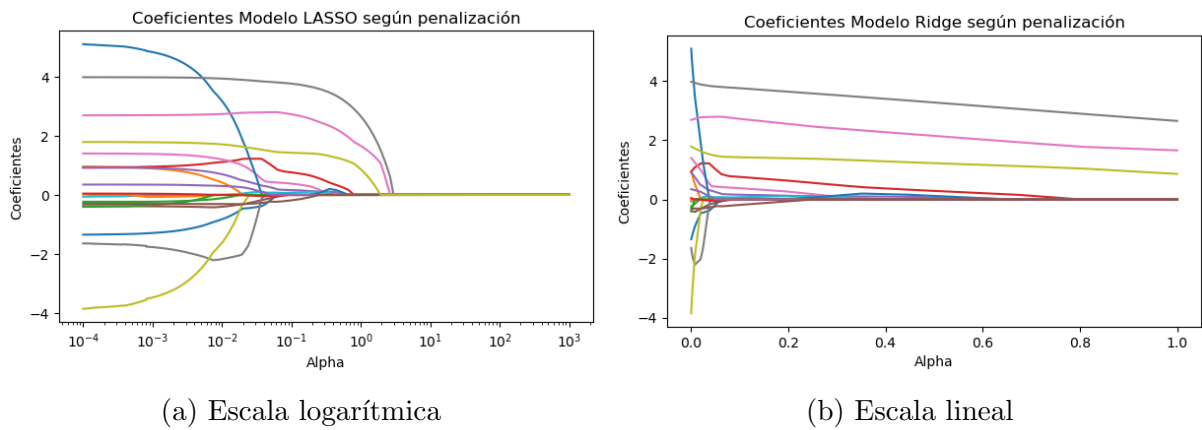 Coeficientes Modelo LASSO según penalización
Coeficientes
4
2
0
−2
−4
10⁻⁴ 10⁻³ 10⁻² 10⁻¹ 10⁰ 10¹ 10² 10³
Alpha
(a) Escala logarítmica
Coeficientes Modelo Ridge según penalización
Coeficientes
4
2
0
−2
−4
0.0 0.2 0.4 0.6 0.8 1.0
Alpha
(b) Escala lineal